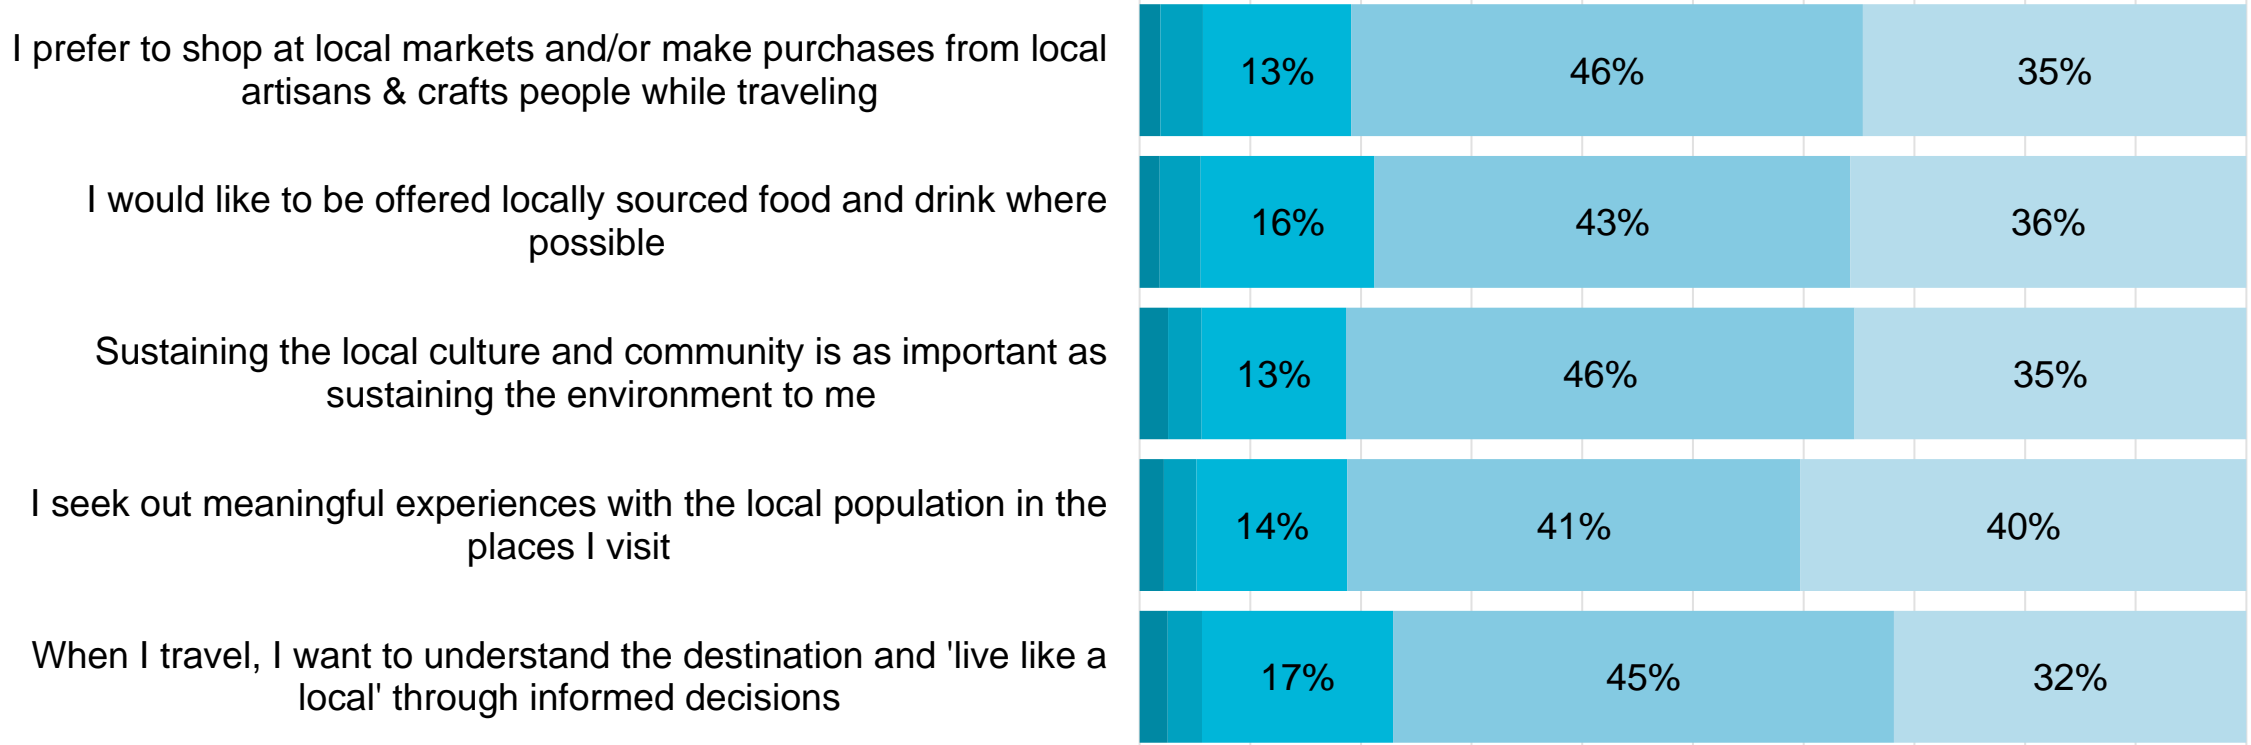 I prefer to shop at local markets and/or make purchases from local
artisans & crafts people while traveling
13% 46% 35%
I would like to be offered locally sourced food and drink where
possible
16% 43% 36%
Sustaining the local culture and community is as important as
sustaining the environment to me
13% 46% 35%
I seek out meaningful experiences with the local population in the
places I visit
14% 41% 40%
When I travel, I want to understand the destination and 'live like a
local' through informed decisions
17% 45% 32%